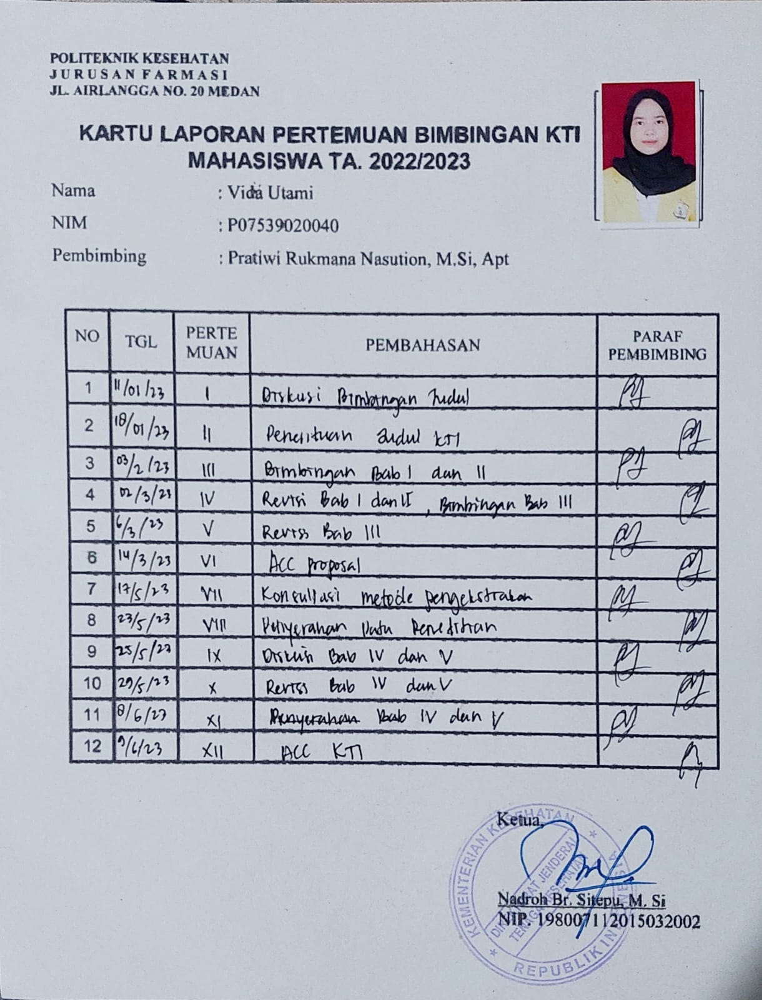 POLITEKNIK KESEHATAN
JURUSAN FARMASI
JL. AIRLANGGA NO. 20 MEDAN
KARTU LAPORAN PERTEMUAN BIMBINGAN KTI
MAHASISWA TA. 2022/2023
Nama : Vidia Utami
NIM : P07539020040
Pembimbing : Pratiwi Rukmana Nasution, M.Si, Apt
NO TGL PERTE MUAN PEMBAHASAN PARAF PEMBIMBING
1 11/01/23 I Diskusi Bimbingan Judul
2 18/01/23 II Penentuan Judul KTI
3 03/2/23 III Bimbingan Bab I dan II
4 02/3/23 IV Revisi Bab I dan II, Bimbingan Bab III
5 6/3/23 V Revisi Bab III
6 14/3/23 VI ACC proposal
7 17/5/23 VII Konsultasi metode pengekstrakan
8 23/5/23 VIII Penyerahan Data Penelitian
9 25/5/23 IX Diskusi Bab IV dan V
10 29/5/23 X Revisi Bab IV dan V
11 8/6/23 XI Penyerahan Bab IV dan V
12 9/6/23 XII ACC KTI
Ketua,
Nadroh Br. Sitepu, M. Si
NIP. 198007112015032002
KEMENTERIAN KESEHATAN
JENDERAL
TENAGA KESEHATAN
REPUBLIK INDONESIA